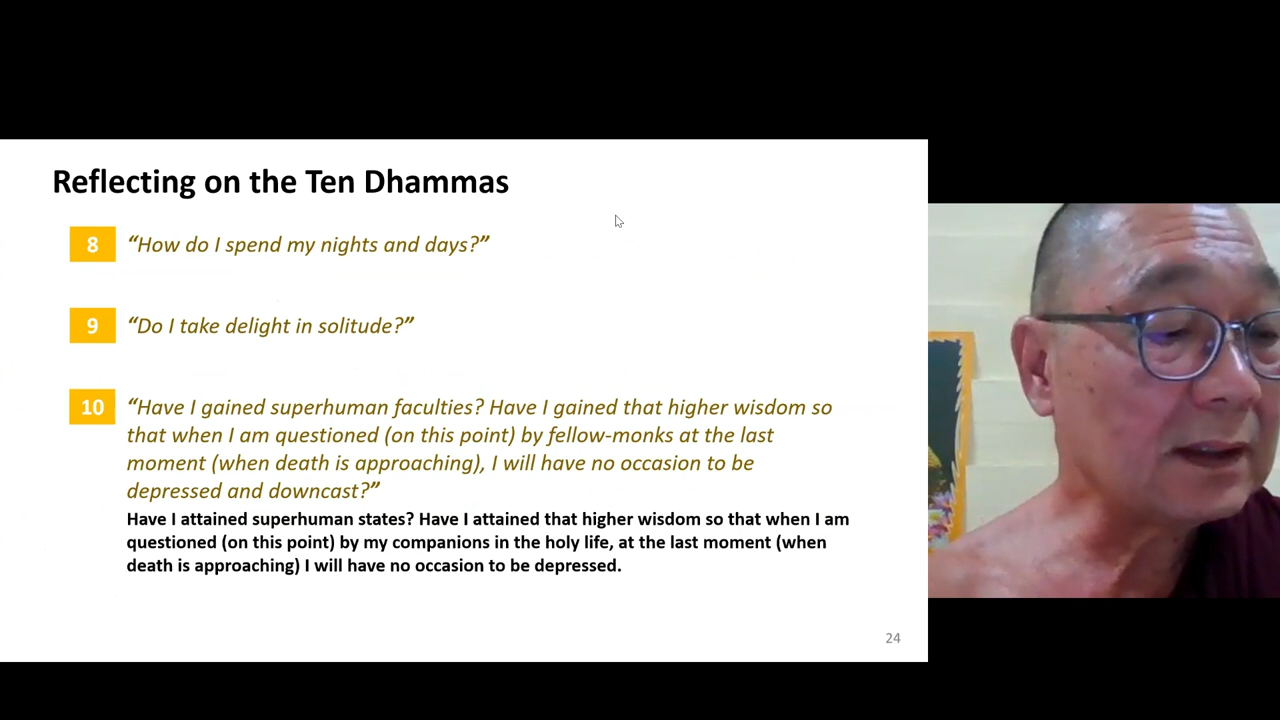 Reflecting on the Ten Dhammas
8 “How do I spend my nights and days?”
9 “Do I take delight in solitude?”
10 “Have I gained superhuman faculties? Have I gained that higher wisdom so
that when I am questioned (on this point) by fellow-monks at the last
moment (when death is approaching), I will have no occasion to be
depressed and downcast?”
Have I attained superhuman states? Have I attained that higher wisdom so that when I am
questioned (on this point) by my companions in the holy life, at the last moment (when
death is approaching) I will have no occasion to be depressed.
24